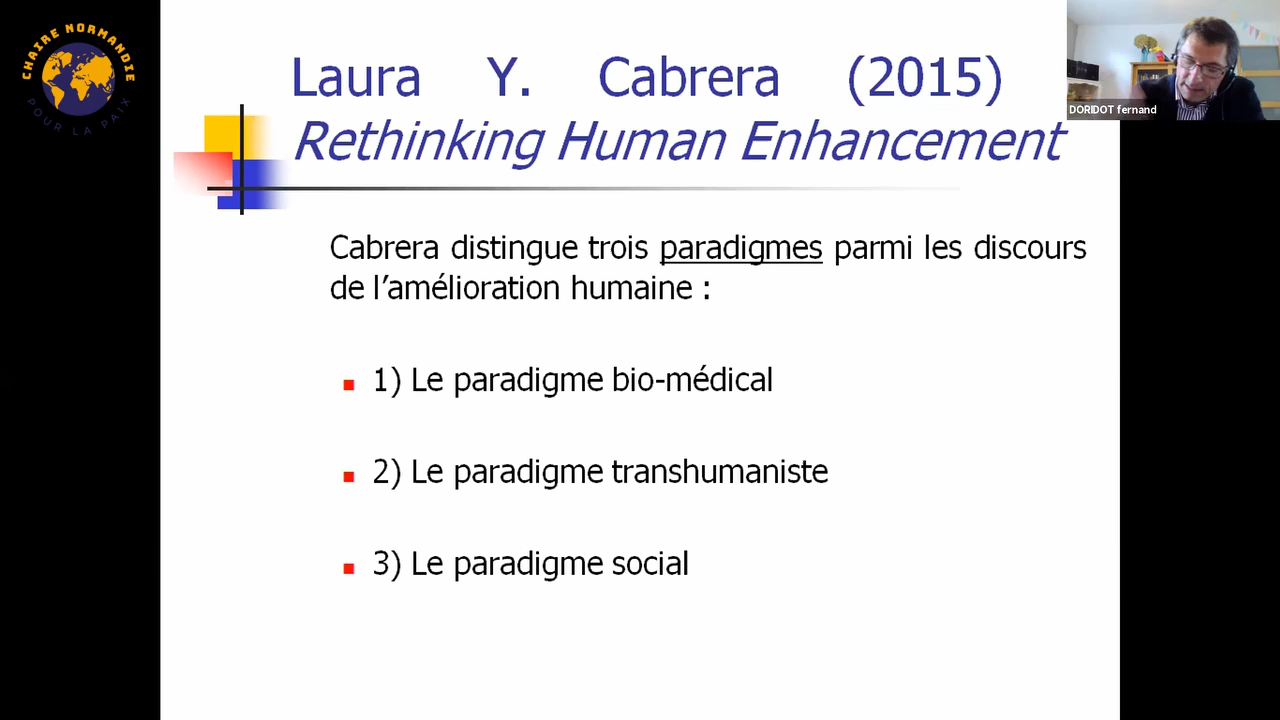 CHAIRE NORMANDIE
POUR LA PAIX
Laura Y. Cabrera (2015)
Rethinking Human Enhancement
DORIDOT fernand
Cabrera distingue trois paradigmes parmi les discours
de l’amélioration humaine :
1) Le paradigme bio-médical
2) Le paradigme transhumaniste
3) Le paradigme social